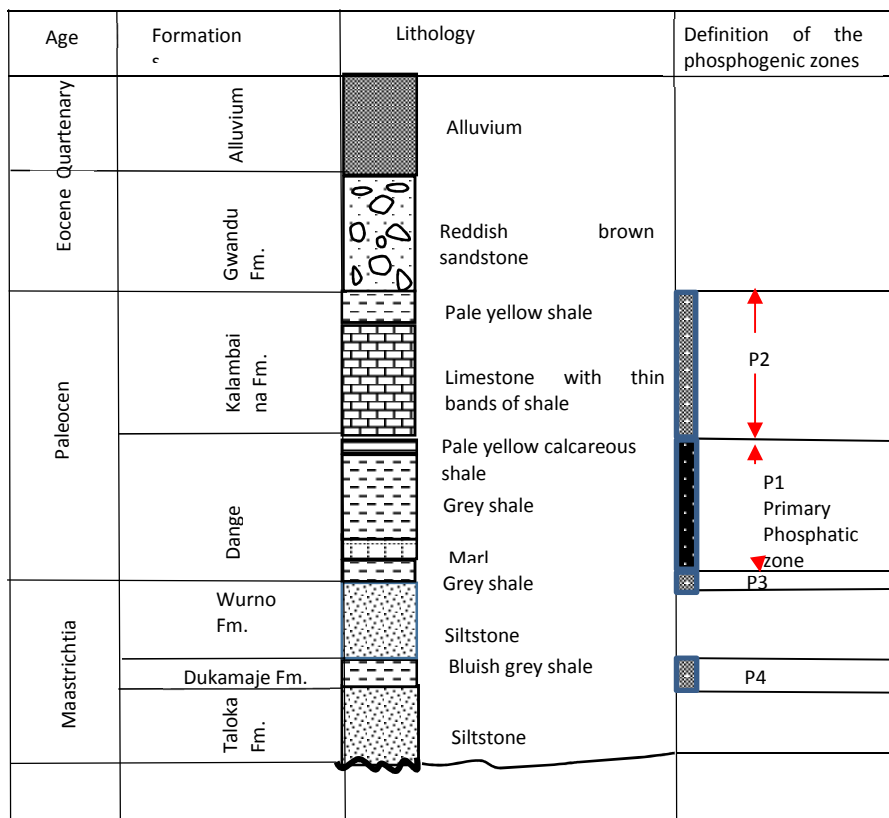 Age
Formation
s
Lithology
Definition of the
phosphogenic zones
Quartenary
Alluvium
Alluvium
Eocene
Gwandu
Fm.
Reddish brown
sandstone
Paleocen
Kalambai
na Fm.
Pale yellow shale
Limestone with thin
bands of shale
P2
Dange
Pale yellow calcareous
shale
Grey shale
Marl
Grey shale
P1
Primary
Phosphatic
zone
P3
Maastrichtia
Wurno
Fm.
Siltstone
Dukamaje Fm.
Bluish grey shale
P4
Taloka
Fm.
Siltstone